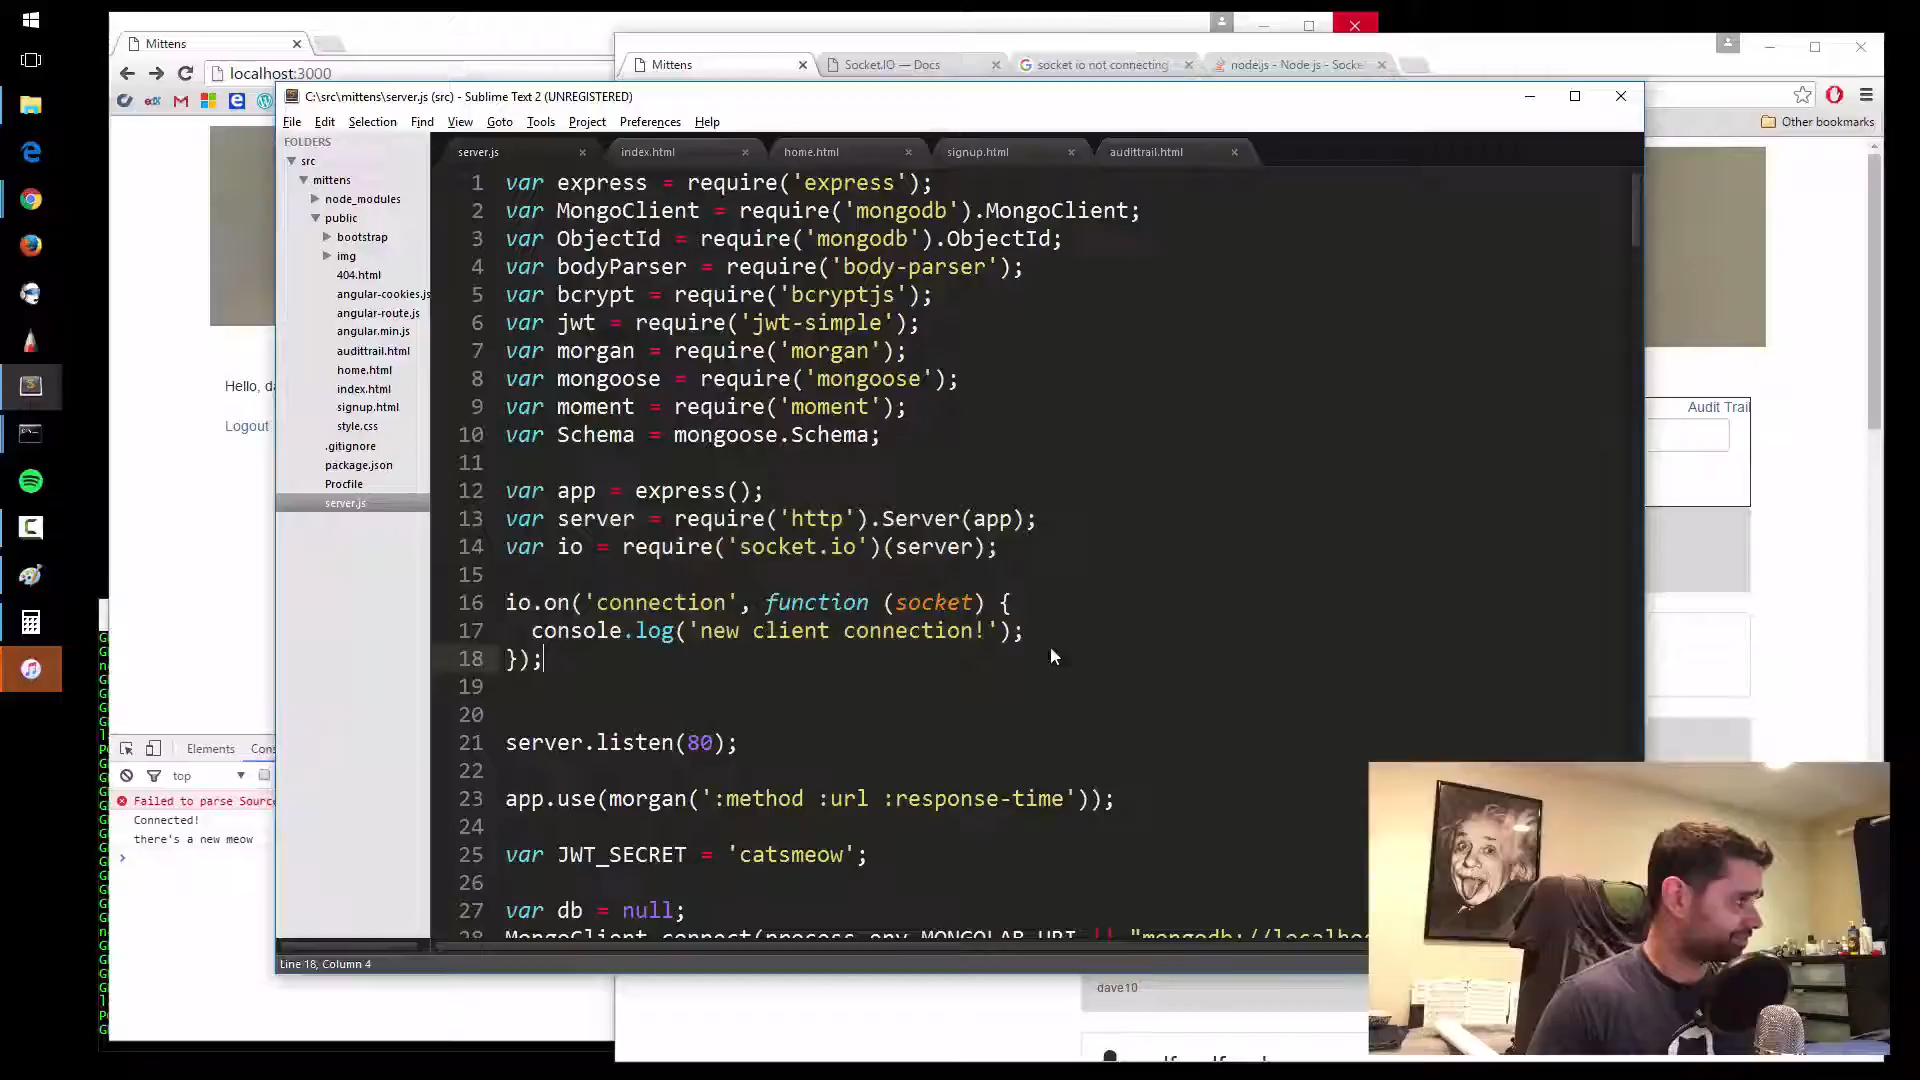 Mittens
localhost:3000
Mittens
Socket.IO — Docs
socket io not connecting
node.js - Node js - Socke
Other bookmarks
C:\src\mittens\server.js (src) - Sublime Text 2 (UNREGISTERED)
File Edit Selection Find View Goto Tools Project Preferences Help
FOLDERS
src
mittens
node_modules
public
bootstrap
img
404.html
angular-cookies.js
angular-route.js
angular.min.js
audittrail.html
home.html
index.html
signup.html
style.css
.gitignore
package.json
Procfile
server.js
server.js index.html home.html signup.html audittrail.html
1 var express = require('express');
2 var MongoClient = require('mongodb').MongoClient;
3 var ObjectId = require('mongodb').ObjectId;
4 var bodyParser = require('body-parser');
5 var bcrypt = require('bcryptjs');
6 var jwt = require('jwt-simple');
7 var morgan = require('morgan');
8 var mongoose = require('mongoose');
9 var moment = require('moment');
10 var Schema = mongoose.Schema;
11
12 var app = express();
13 var server = require('http').Server(app);
14 var io = require('socket.io')(server);
15
16 io.on('connection', function (socket) {
17 console.log('new client connection!');
18 });
19
20
21 server.listen(80);
22
23 app.use(morgan(':method :url :response-time'));
24
25 var JWT_SECRET = 'catsmeow';
26
27 var db = null;
28 MongoClient.connect(process.env.MONGOLAB_URI || "mongodb://localho
Line 18, Column 4
Hello, da
Logout
Audit Trail
Elements Cons
top
Failed to parse Sourc
Connected!
there's a new meow
dave10